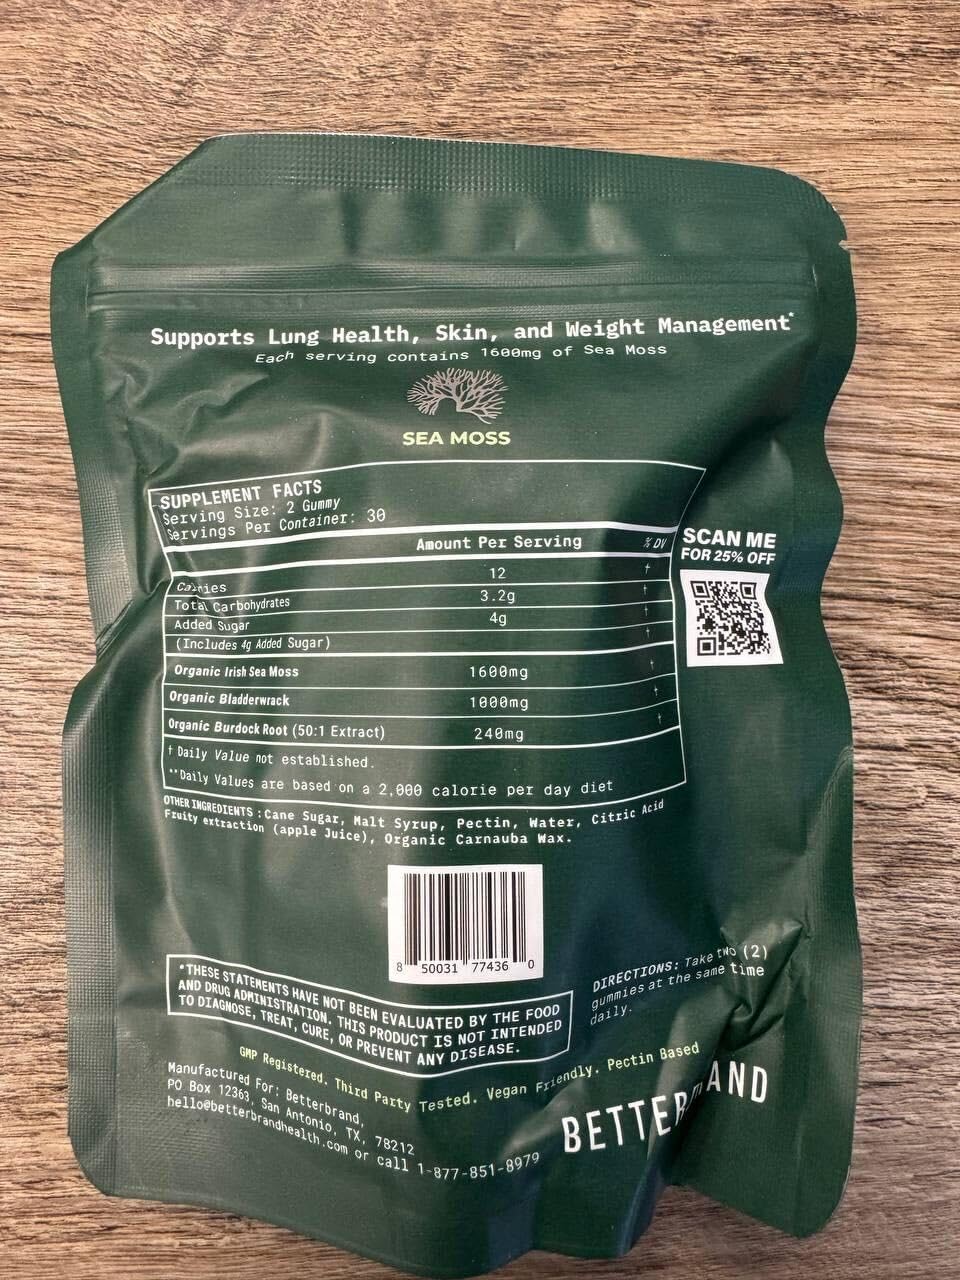 Supports Lung Health, Skin, and Weight Management*
Each serving contains 1600mg of Sea Moss
SEA MOSS
SUPPLEMENT FACTS
Serving Size: 2 Gummy
Servings Per Container: 30
Amount Per Serving % DV
Calories 12 †
Total Carbohydrates 3.2g †
Added Sugar 4g †
(Includes 4g Added Sugar) †
Organic Irish Sea Moss 1600mg †
Organic Bladderwrack 1000mg †
Organic Burdock Root (50:1 Extract) 240mg †
† Daily Value not established.
**Daily Values are based on a 2,000 calorie per day diet
OTHER INGREDIENTS : Cane Sugar, Malt Syrup, Pectin, Water, Citric Acid
Fruity extraction (apple Juice), Organic Carnauba Wax.
SCAN ME
FOR 25% OFF
8 50031 77436 0
*THESE STATEMENTS HAVE NOT BEEN EVALUATED BY THE FOOD
AND DRUG ADMINISTRATION. THIS PRODUCT IS NOT INTENDED
TO DIAGNOSE, TREAT, CURE, OR PREVENT ANY DISEASE.
DIRECTIONS: Take two (2)
gummies at the same time
daily.
GMP Registered. Third Party Tested. Vegan Friendly. Pectin Based
Manufactured For: Betterbrand,
PO Box 12363, San Antonio, TX, 78212
hello@betterbrandhealth.com or call 1-877-851-8979
BETTERBRAND